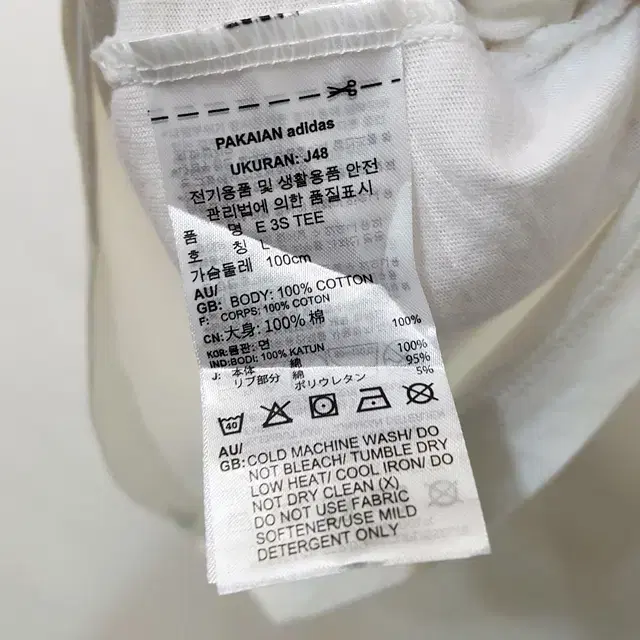 PAKAIAN adidas
UKURAN: J48
전기용품 및 생활용품 안전
관리법에 의한 품질표시
품 명 E 3S TEE
호 칭 L
가슴둘레 100cm
AU/
GB: BODY: 100% COTTON
F: CORPS: 100% COTON
CN: 大身: 100% 棉
KOR: 몸판: 면 100%
IND: BODI: 100% KATUN
J: 本体 綿 100%
リブ部分 綿 95%
ポリウレタン 5%
40
AU/
GB: COLD MACHINE WASH/ DO
NOT BLEACH/ TUMBLE DRY
LOW HEAT/ COOL IRON/ DO
NOT DRY CLEAN (X)
DO NOT USE FABRIC
SOFTENER/USE MILD
DETERGENT ONLY